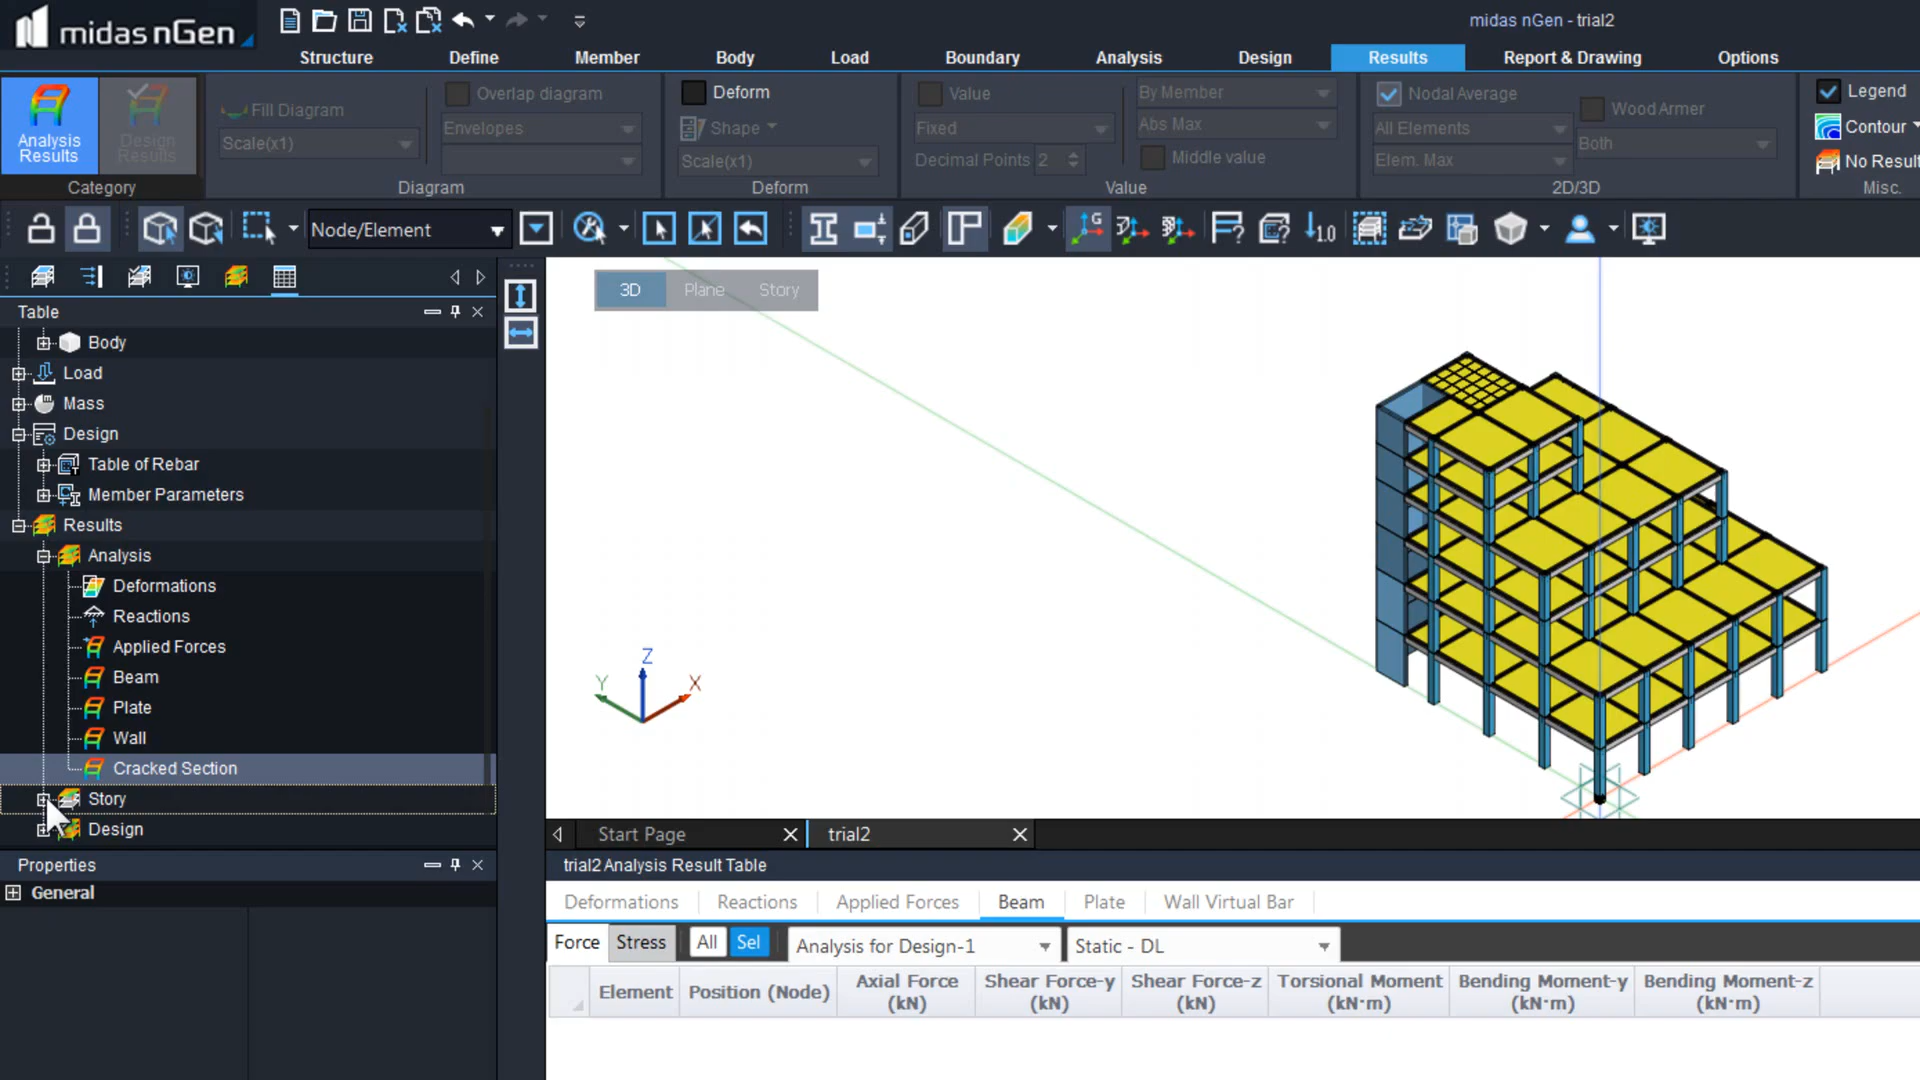 midas nGen
midas nGen - trial2
Structure Define Member Body Load Boundary Analysis Design Results Report & Drawing Options
Analysis Results
Design Results
Category
Fill Diagram
Scale(x1)
Overlap diagram
Envelopes
Diagram
Deform
Shape
Scale(x1)
Deform
Value
Fixed
Decimal Points 2
By Member
Abs Max
Middle value
Value
Nodal Average
All Elements
Elem. Max
Wood Armer
Both
2D/3D
Legend
Contour
No Result
Misc.
Node/Element
G
1.0
Table
Body
Load
Mass
Design
Table of Rebar
Member Parameters
Results
Analysis
Deformations
Reactions
Applied Forces
Beam
Plate
Wall
Cracked Section
Story
Design
Properties
General
3D Plane Story
Z
Y
X
Start Page trial2
trial2 Analysis Result Table
Deformations Reactions Applied Forces Beam Plate Wall Virtual Bar
Force Stress All Sel Analysis for Design-1 Static - DL
Element Position (Node) Axial Force (kN) Shear Force-y (kN) Shear Force-z (kN) Torsional Moment (kN·m) Bending Moment-y (kN·m) Bending Moment-z (kN·m)